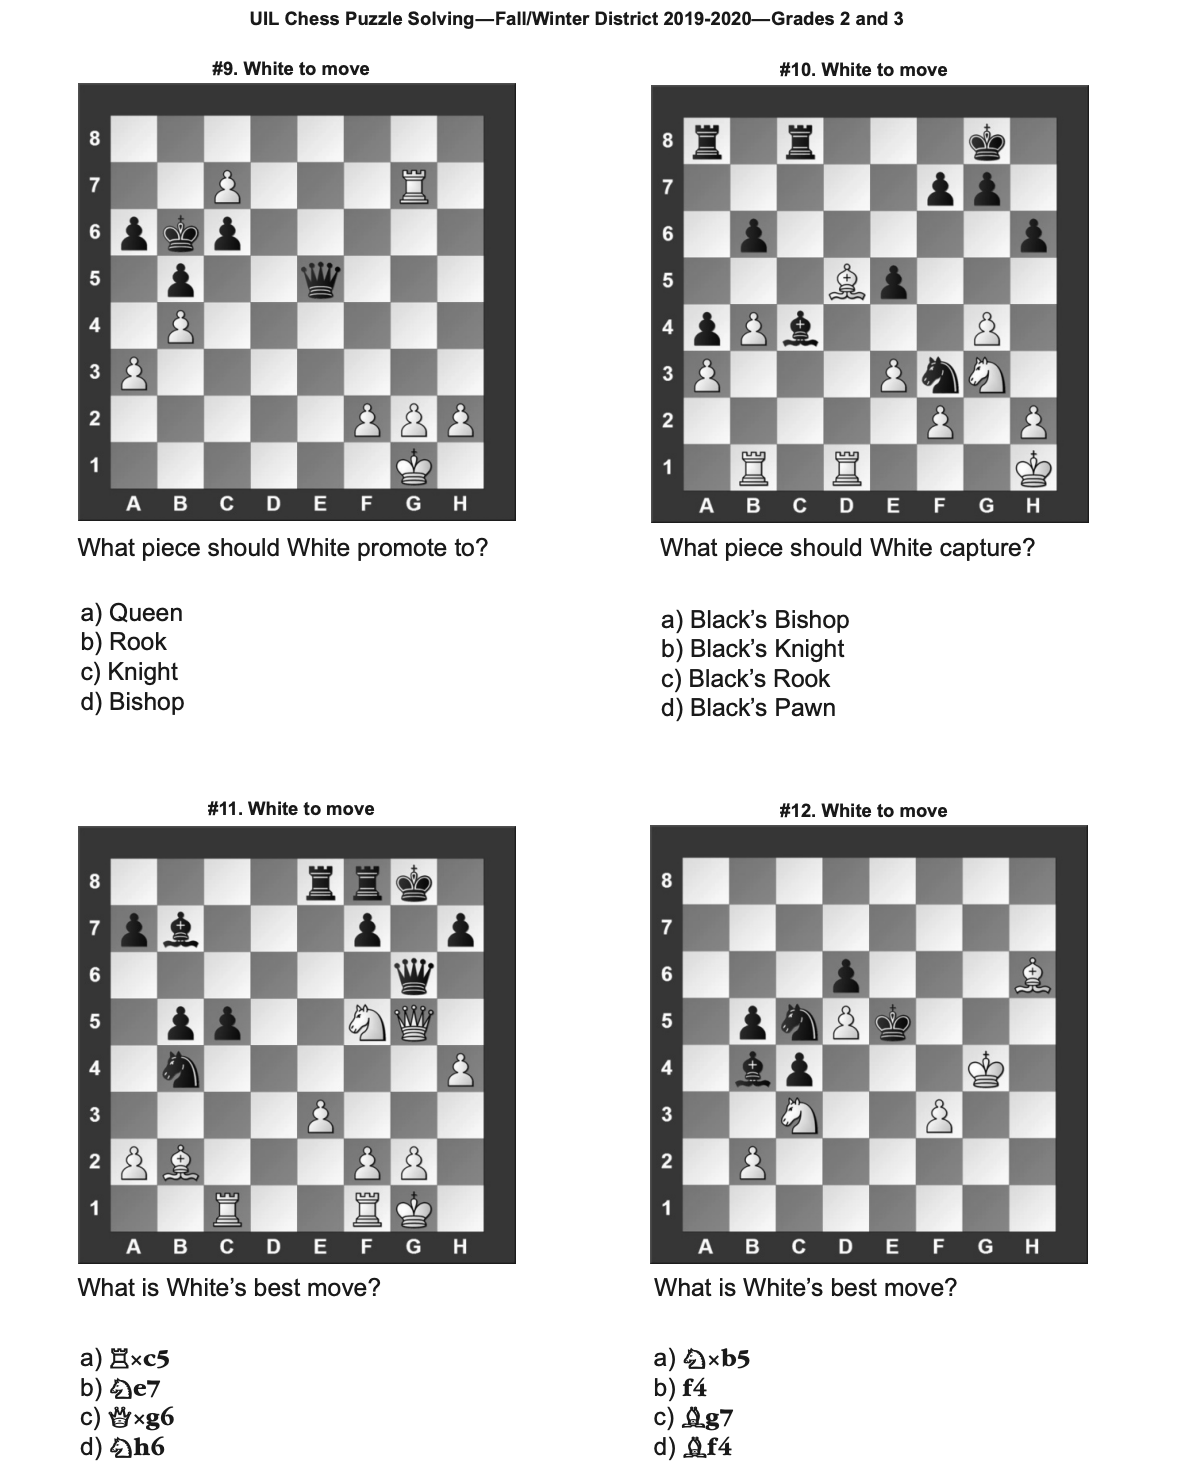 UIL Chess Puzzle Solving—Fall/Winter District 2019-2020—Grades 2 and 3
#9. White to move
8
7
6
5
4
3
2
1
A B C D E F G H
What piece should White promote to?
a) Queen
b) Rook
c) Knight
d) Bishop
#10. White to move
8
7
6
5
4
3
2
1
A B C D E F G H
What piece should White capture?
a) Black’s Bishop
b) Black’s Knight
c) Black’s Rook
d) Black’s Pawn
#11. White to move
8
7
6
5
4
3
2
1
A B C D E F G H
What is White’s best move?
a) ♖×c5
b) ♘e7
c) ♕×g6
d) ♘h6
#12. White to move
8
7
6
5
4
3
2
1
A B C D E F G H
What is White’s best move?
a) ♘×b5
b) f4
c) ♗g7
d) ♗f4